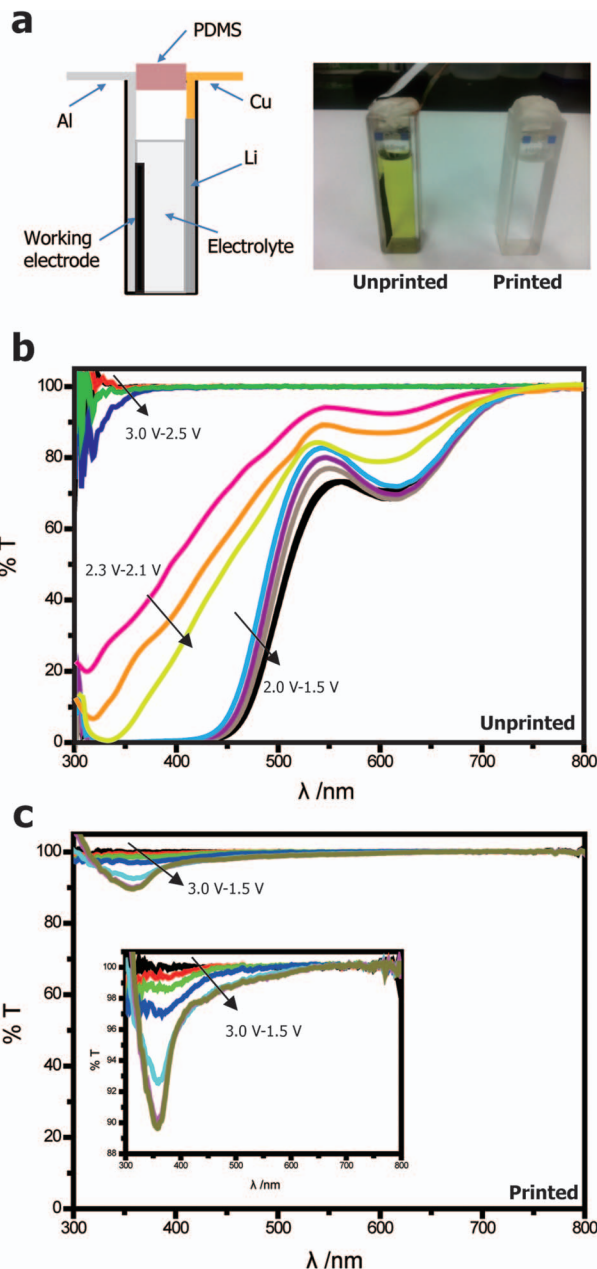 a
PDMS
Al
Cu
Li
Working
electrode
Electrolyte
Unprinted
Printed
b
% T
100
80
60
40
20
0
3.0 V-2.5 V
2.3 V-2.1 V
2.0 V-1.5 V
Unprinted
300
400
500
600
700
800
λ /nm
c
% T
100
80
60
40
20
0
3.0 V-1.5 V
% T
100
98
96
94
92
90
88
3.0 V-1.5 V
300
400
500
600
700
800
λ /nm
Printed
300
400
500
600
700
800
λ /nm